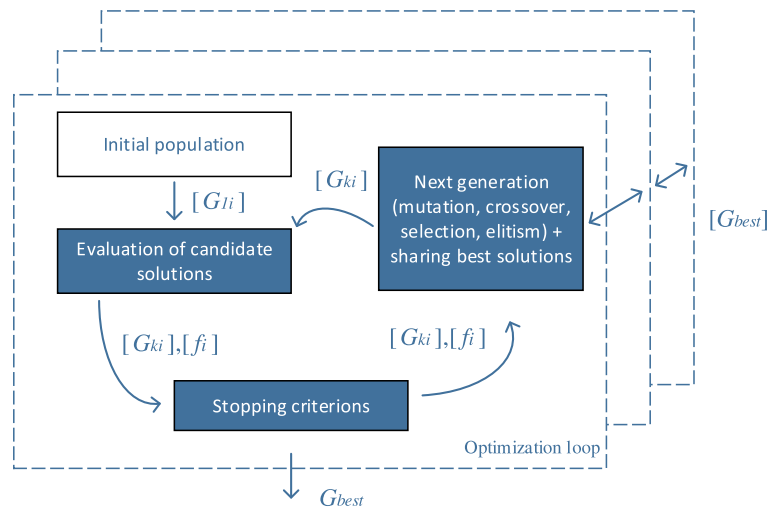 Initial population
[G1i]
[Gki]
Next generation
(mutation, crossover,
selection, elitism) +
sharing best solutions
[Gbest]
Evaluation of candidate
solutions
[Gki],[fi]
[Gki],[fi]
Stopping criterions
Optimization loop
Gbest